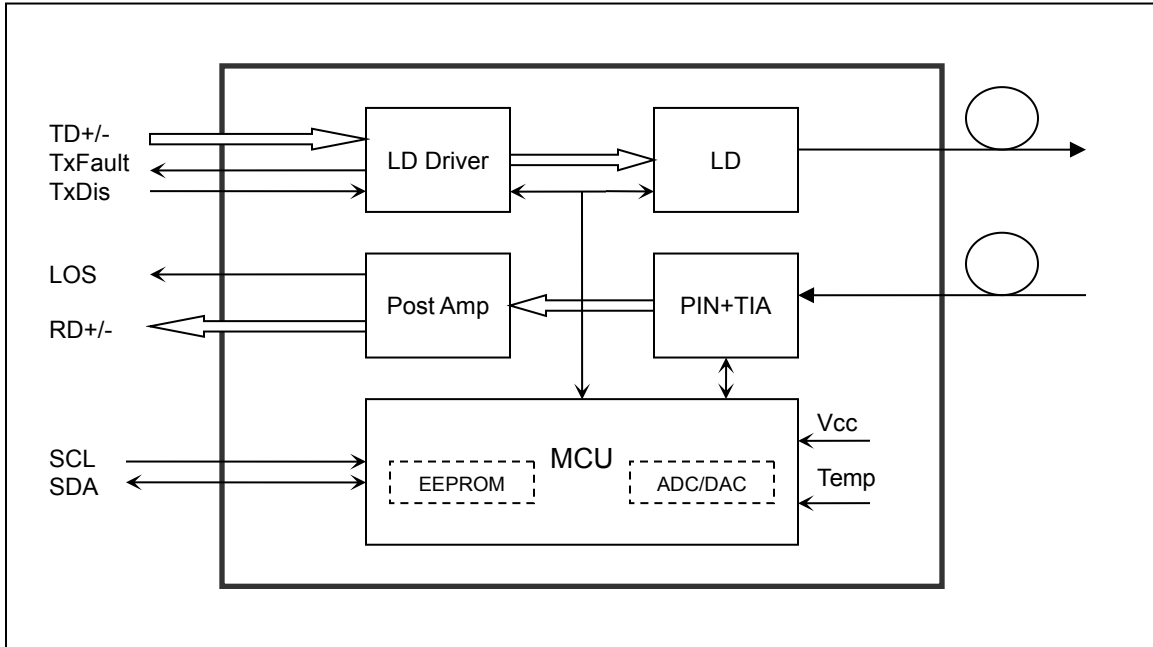 TD+/-
TxFault
TxDis
LD Driver
LD
LOS
RD+/-
Post Amp
PIN+TIA
SCL
SDA
MCU
EEPROM
ADC/DAC
Vcc
Temp